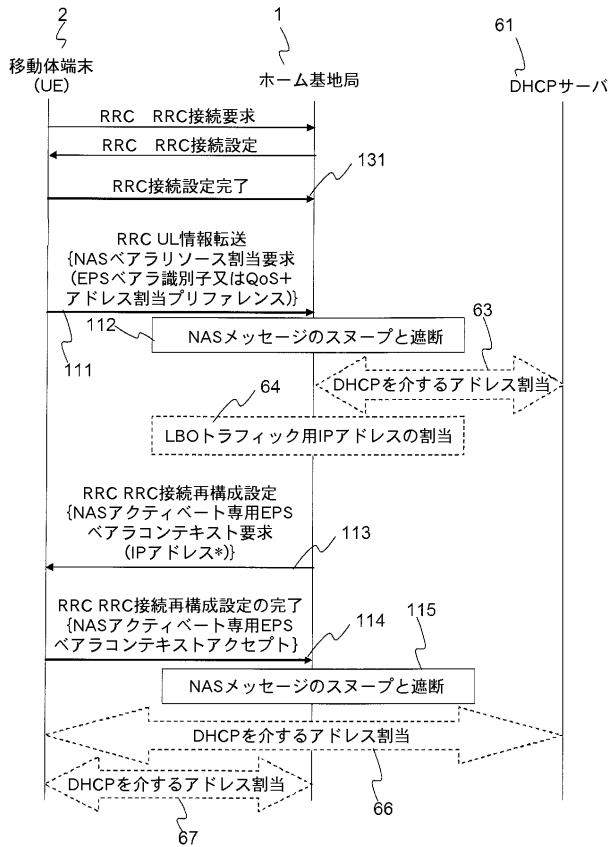 2
1
61
移動体端末
(UE)
ホーム基地局
DHCPサーバ
RRC RRC接続要求
RRC RRC接続設定
131
RRC接続設定完了
RRC UL情報転送
{NASベアラリソース割当要求
(EPSベアラ識別子又はQoS+
アドレス割当プリファレンス)}
111
112
NASメッセージのスヌープと遮断
63
DHCPを介するアドレス割当
64
LBOトラフィック用IPアドレスの割当
RRC RRC接続再構成設定
{NASアクティベート専用EPS
ベアラコンテキスト要求
(IPアドレス*)}
113
RRC RRC接続再構成設定の完了
{NASアクティベート専用EPS
ベアラコンテキストアクセプト}
114
115
NASメッセージのスヌープと遮断
DHCPを介するアドレス割当
66
DHCPを介するアドレス割当
67